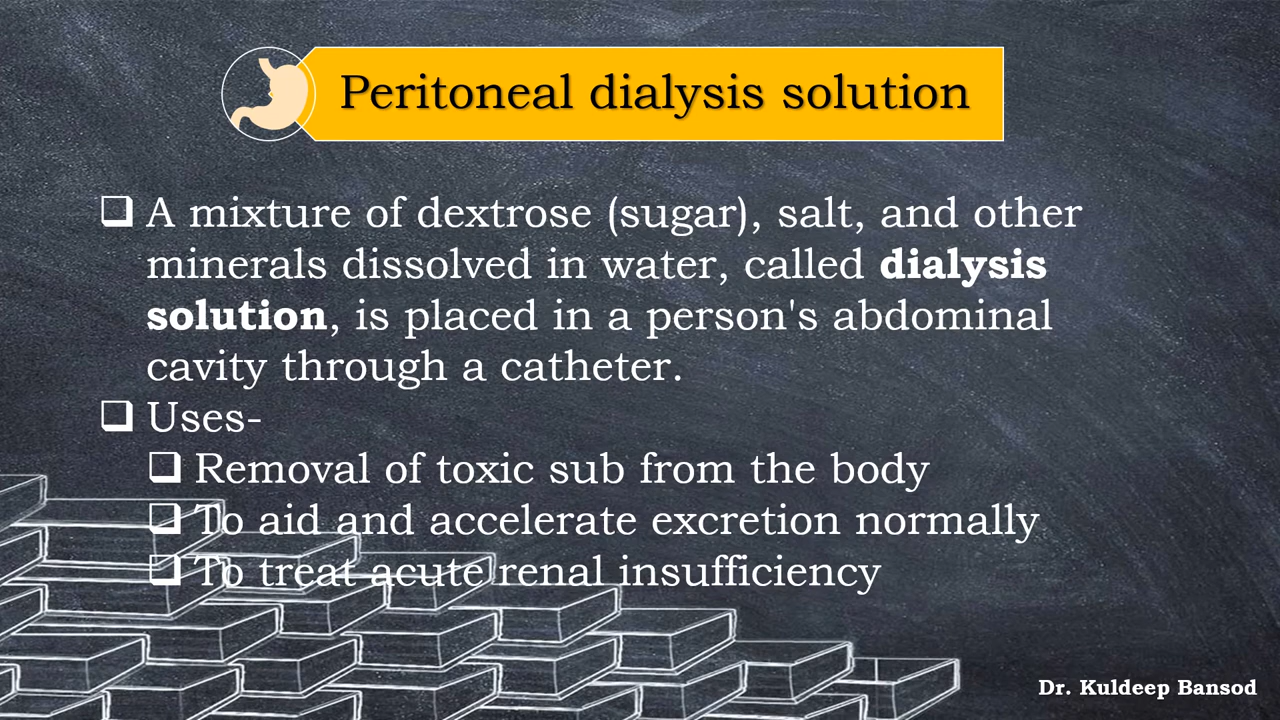 Peritoneal dialysis solution
A mixture of dextrose (sugar), salt, and other
minerals dissolved in water, called dialysis
solution, is placed in a person's abdominal
cavity through a catheter.
Uses-
Removal of toxic sub from the body
To aid and accelerate excretion normally
To treat acute renal insufficiency
Dr. Kuldeep Bansod